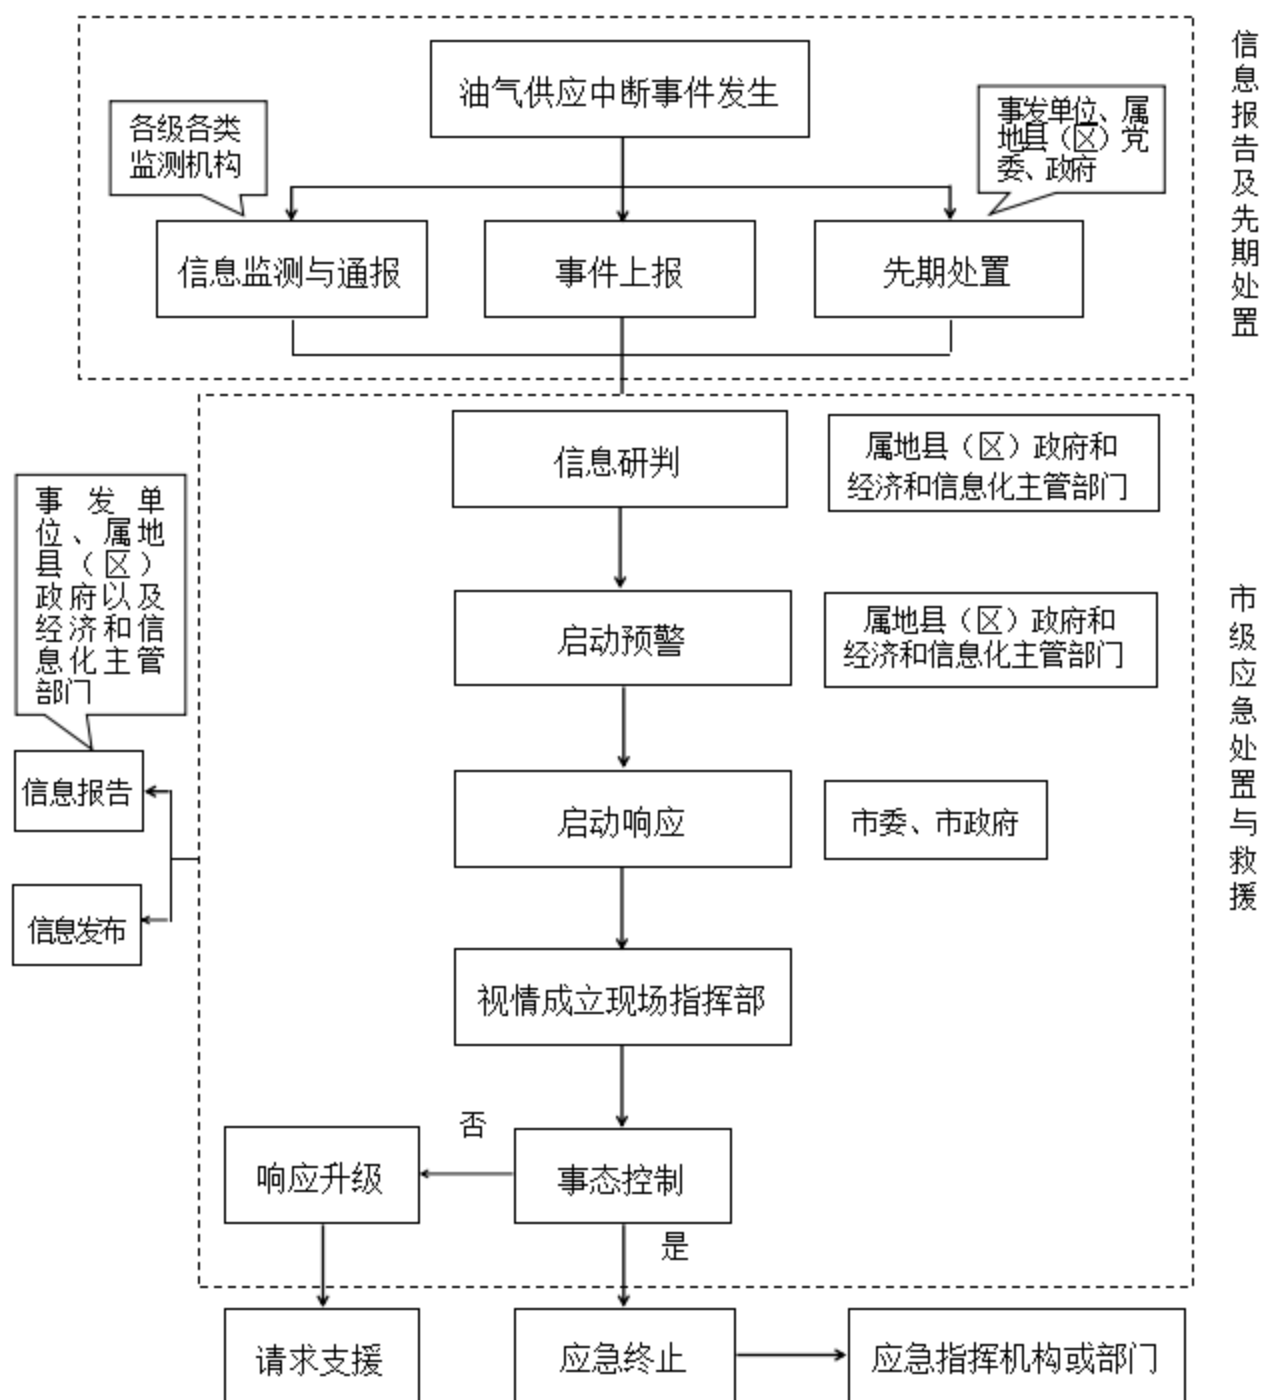 油气供应中断事件发生
各级各类
监测机构
事发单位、属
地县（区）党
委、政府
信息监测与通报
事件上报
先期处置
信息报告及先期处置
信息研判
属地县（区）政府和
经济和信息化主管部门
事发单
位、属地
县（区）
政府以及
经济和信
息化主管
部门
启动预警
属地县（区）政府和
经济和信息化主管部门
信息报告
启动响应
市委、市政府
信息发布
视情成立现场指挥部
市级应急处置与救援
否
响应升级
事态控制
是
请求支援
应急终止
应急指挥机构或部门